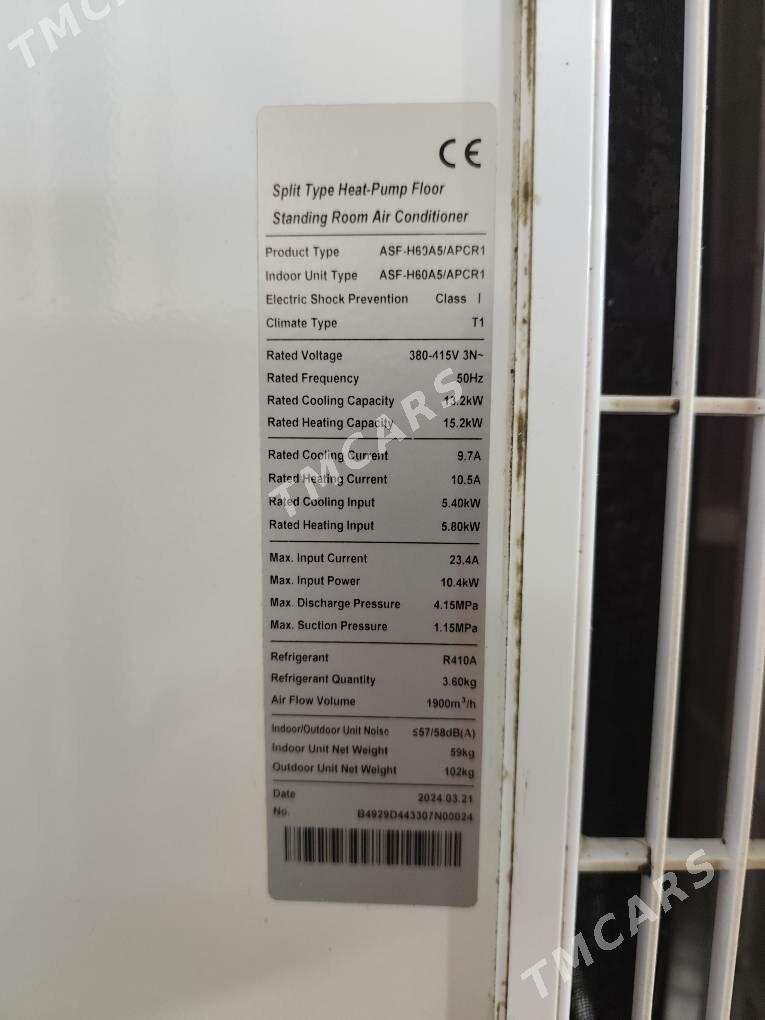 TMCARS
CE
Split Type Heat-Pump Floor
Standing Room Air Conditioner
Product Type ASF-H60A5/APCR1
Indoor Unit Type ASF-H60A5/APCR1
Electric Shock Prevention Class I
Climate Type T1
Rated Voltage 380-415V 3N~
Rated Frequency 50Hz
Rated Cooling Capacity 13.2kW
Rated Heating Capacity 15.2kW
TMCARS
Rated Cooling Current 9.7A
Rated Heating Current 10.5A
Rated Cooling Input 5.40kW
Rated Heating Input 5.80kW
Max. Input Current 23.4A
Max. Input Power 10.4kW
Max. Discharge Pressure 4.15MPa
Max. Suction Pressure 1.15MPa
Refrigerant R410A
Refrigerant Quantity 3.60kg
Air Flow Volume 1900m³/h
Indoor/Outdoor Unit Noise ≤57/58dB(A)
Indoor Unit Net Weight 59kg
Outdoor Unit Net Weight 102kg
Date 2024.03.21
No. B4929D443307N00024
TMCARS